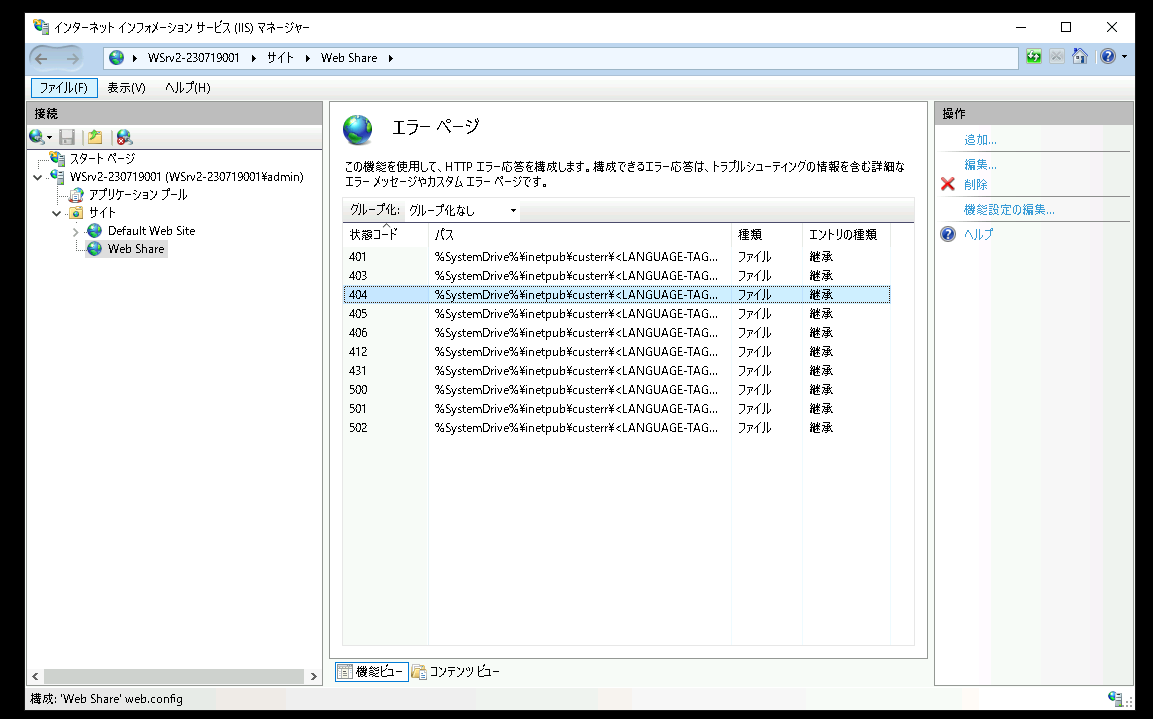 インターネット インフォメーション サービス (IIS) マネージャー
WSrv2-230719001 サイト Web Share
ファイル(F) 表示(V) ヘルプ(H)
接続
スタート ページ
WSrv2-230719001 (WSrv2-230719001¥admin)
アプリケーション プール
サイト
Default Web Site
Web Share
エラー ページ
この機能を使用して、HTTP エラー応答を構成します。構成できるエラー応答は、トラブルシューティングの情報を含む詳細な
エラー メッセージやカスタム エラー ページです。
グループ化: グループ化なし
状態コード パス 種類 エントリの種類
401 %SystemDrive%¥inetpub¥custerr¥<LANGUAGE-TAG... ファイル 継承
403 %SystemDrive%¥inetpub¥custerr¥<LANGUAGE-TAG... ファイル 継承
404 %SystemDrive%¥inetpub¥custerr¥<LANGUAGE-TAG... ファイル 継承
405 %SystemDrive%¥inetpub¥custerr¥<LANGUAGE-TAG... ファイル 継承
406 %SystemDrive%¥inetpub¥custerr¥<LANGUAGE-TAG... ファイル 継承
412 %SystemDrive%¥inetpub¥custerr¥<LANGUAGE-TAG... ファイル 継承
431 %SystemDrive%¥inetpub¥custerr¥<LANGUAGE-TAG... ファイル 継承
500 %SystemDrive%¥inetpub¥custerr¥<LANGUAGE-TAG... ファイル 継承
501 %SystemDrive%¥inetpub¥custerr¥<LANGUAGE-TAG... ファイル 継承
502 %SystemDrive%¥inetpub¥custerr¥<LANGUAGE-TAG... ファイル 継承
機能ビュー コンテンツ ビュー
操作
追加...
編集...
削除
機能設定の編集...
ヘルプ
構成: 'Web Share' web.config